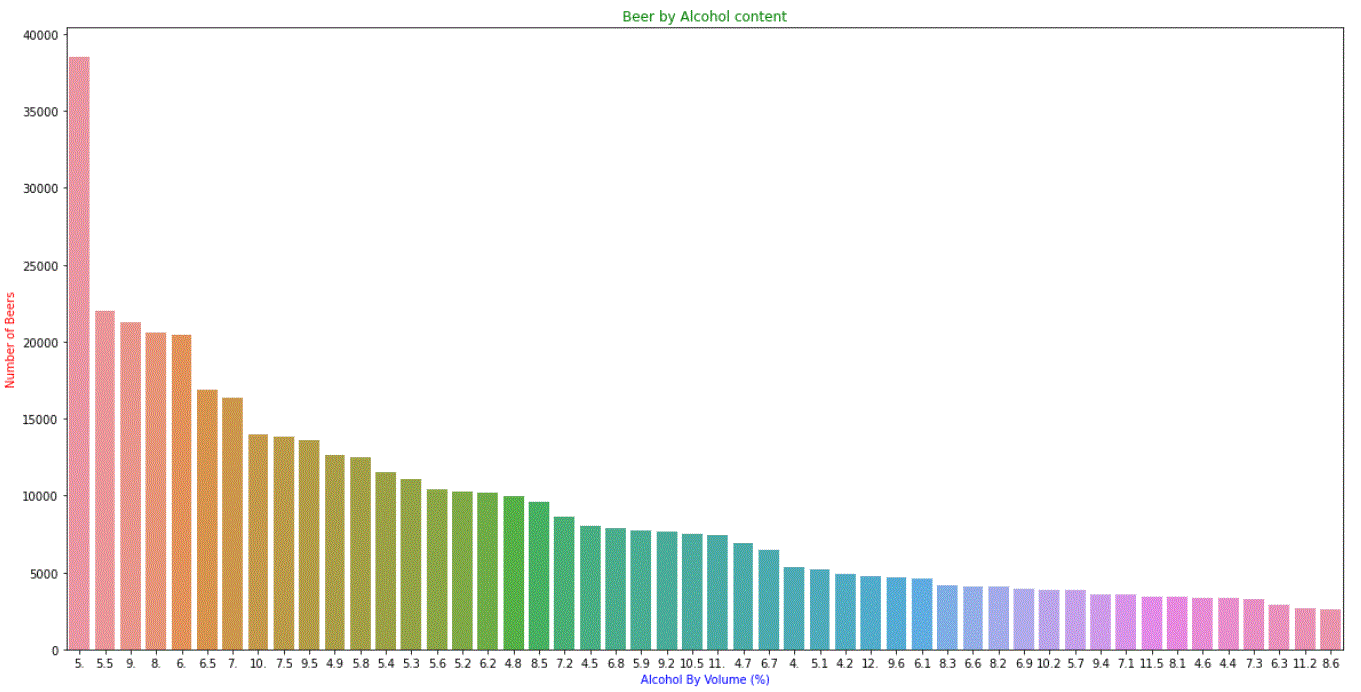 Beer by Alcohol content
40000
35000
30000
25000
20000
15000
10000
5000
0
Number of Beers
5. 5.5 9. 8. 6. 6.5 7. 10. 7.5 9.5 4.9 5.8 5.4 5.3 5.6 5.2 6.2 4.8 8.5 7.2 4.5 6.8 5.9 9.2 10.5 11. 4.7 6.7 4. 5.1 4.2 12. 9.6 6.1 8.3 6.6 8.2 6.9 10.2 5.7 9.4 7.1 11.5 8.1 4.6 4.4 7.3 6.3 11.2 8.6
Alcohol By Volume (%)